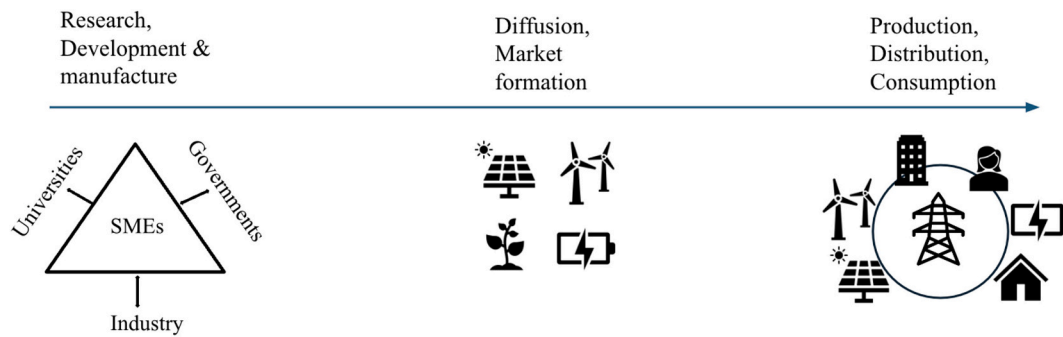 Research,
Development &
manufacture
Diffusion,
Market
formation
Production,
Distribution,
Consumption
Universities
Governments
SMEs
Industry